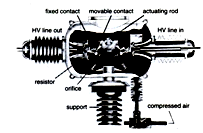 fixed contact movable contact actuating rod
HV line out HV line in
resistor
orifice
support
compressed air